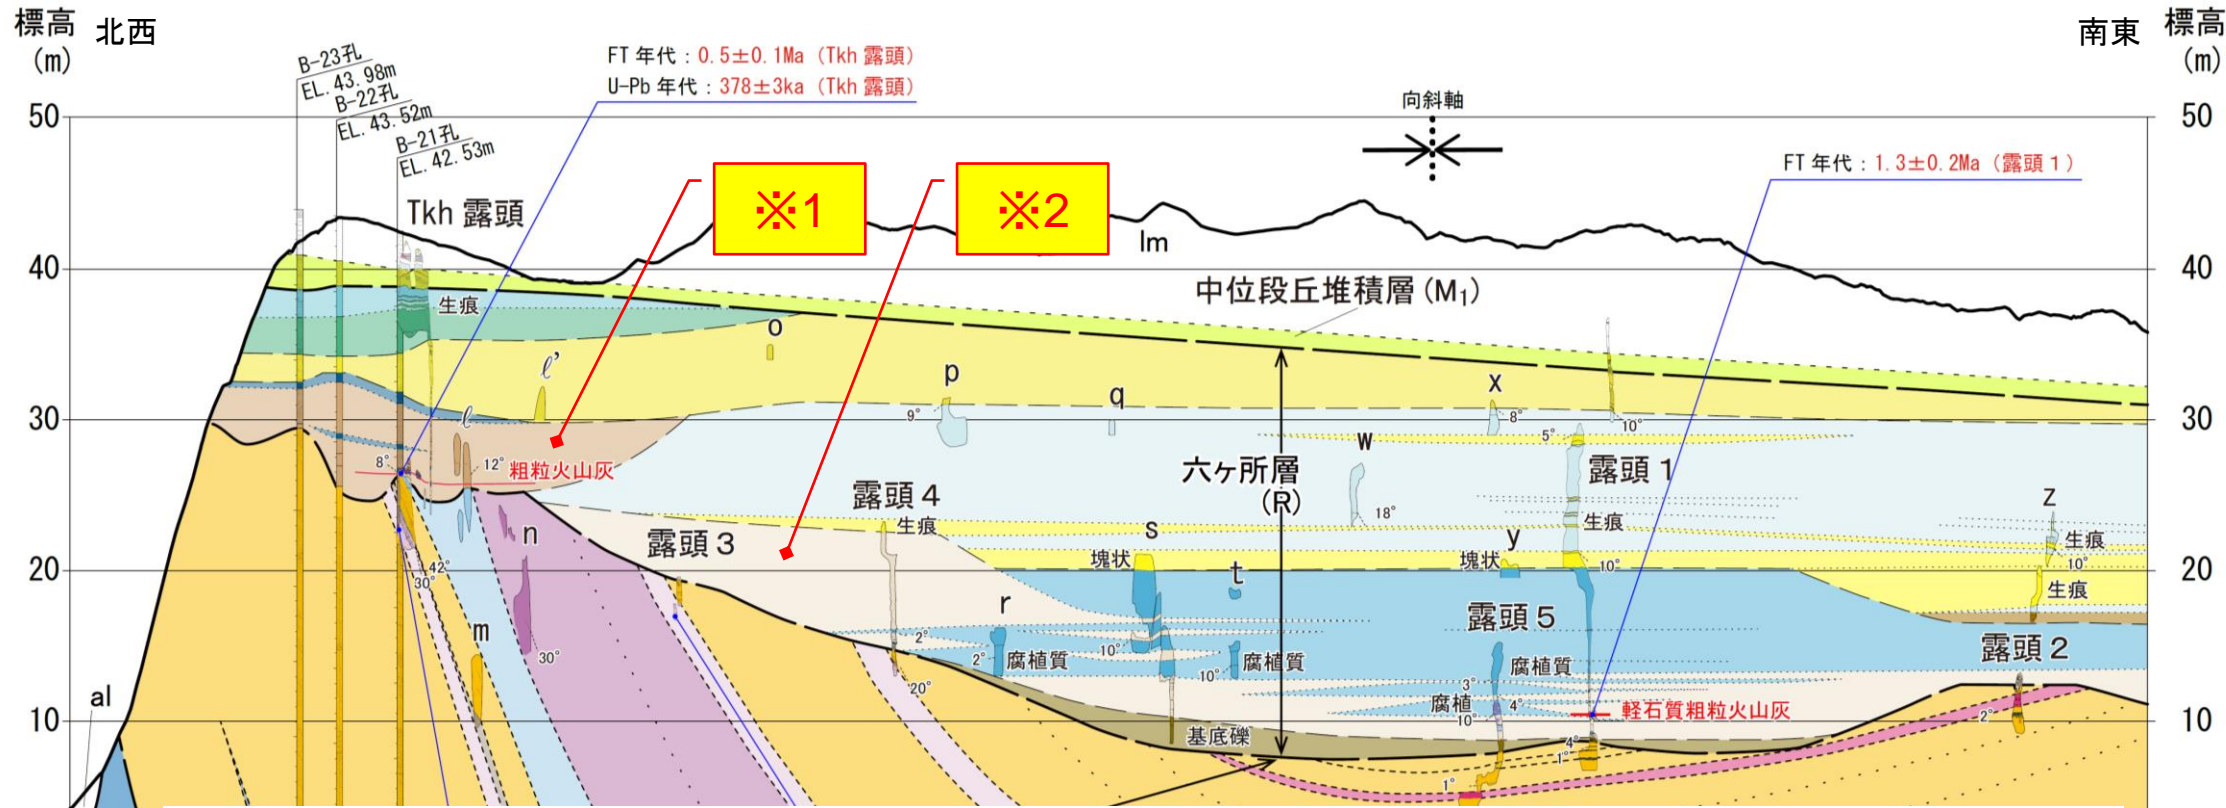 標高
(m)
北西
南東
標高
(m)
B-23孔
EL. 43.98m
B-22孔
EL. 43.52m
B-21孔
EL. 42.53m
FT 年代：0.5±0.1Ma（Tkh 露頭）
U-Pb 年代：378±3ka（Tkh 露頭）
向斜軸
FT 年代：1.3±0.2Ma（露頭１）
50
50
※1
※2
Tkh 露頭
lm
40
40
中位段丘堆積層 (M1)
生痕
o
ℓ’
p
q
x
9°
8°
10°
30
30
ℓ
5°
w
8°
12°
粗粒火山灰
六ヶ所層
(R)
露頭１
露頭４
生痕
18°
生痕
z
n
露頭３
s
y
生痕
塊状
塊状
10°
10°
20
20
42°
30°
t
生痕
r
露頭５
m
2°
2°
腐植質
10°
10°
腐植質
腐植質
露頭２
30°
20°
3°
腐植
4°
10°
al
10
10
軽石質粗粒火山灰
2°
基底礫
4°
1°
1°